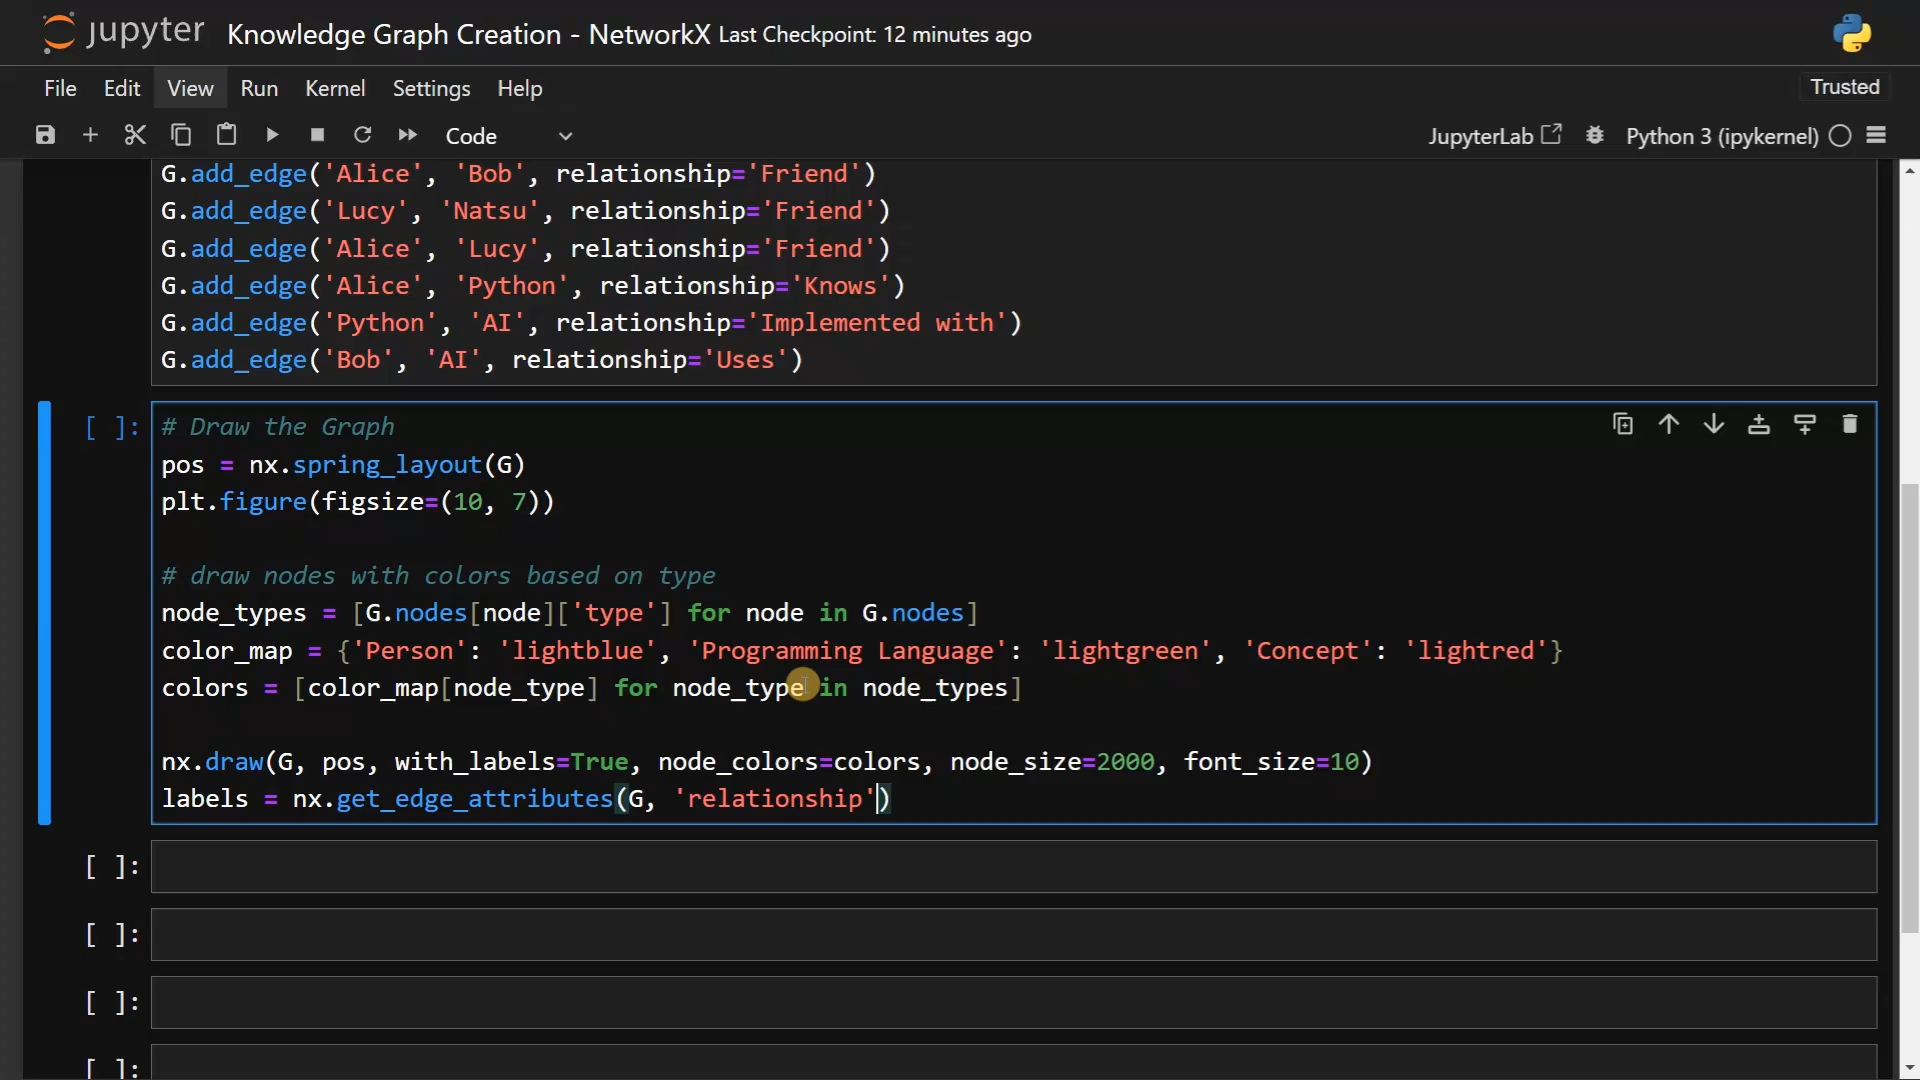 jupyter Knowledge Graph Creation - NetworkX Last Checkpoint: 12 minutes ago
File Edit View Run Kernel Settings Help Trusted
Code JupyterLab Python 3 (ipykernel)
G.add_edge('Alice', 'Bob', relationship='Friend')
G.add_edge('Lucy', 'Natsu', relationship='Friend')
G.add_edge('Alice', 'Lucy', relationship='Friend')
G.add_edge('Alice', 'Python', relationship='Knows')
G.add_edge('Python', 'AI', relationship='Implemented with')
G.add_edge('Bob', 'AI', relationship='Uses')
[ ]: # Draw the Graph
pos = nx.spring_layout(G)
plt.figure(figsize=(10, 7))
# draw nodes with colors based on type
node_types = [G.nodes[node]['type'] for node in G.nodes]
color_map = {'Person': 'lightblue', 'Programming Language': 'lightgreen', 'Concept': 'lightred'}
colors = [color_map[node_type] for node_type in node_types]
nx.draw(G, pos, with_labels=True, node_colors=colors, node_size=2000, font_size=10)
labels = nx.get_edge_attributes(G, 'relationship')
[ ]:
[ ]:
[ ]:
[ ]: